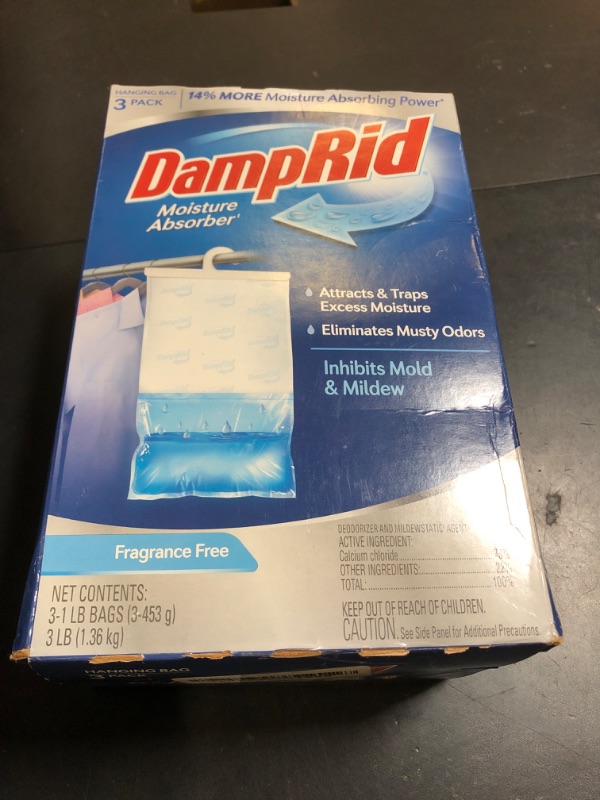 HANGING BAG
3 PACK
14% MORE Moisture Absorbing Power*
DampRid
Moisture
Absorber¹
Attracts & Traps
Excess Moisture
Eliminates Musty Odors
Inhibits Mold
& Mildew
Fragrance Free
NET CONTENTS:
3-1 LB BAGS (3-453 g)
3 LB (1.36 kg)
DEODORIZER AND MILDEWSTATIC AGENT
ACTIVE INGREDIENT:
Calcium chloride
OTHER INGREDIENTS:
TOTAL: 100%
KEEP OUT OF REACH OF CHILDREN.
CAUTION. See Side Panel for Additional Precautions.
HANGING BAG